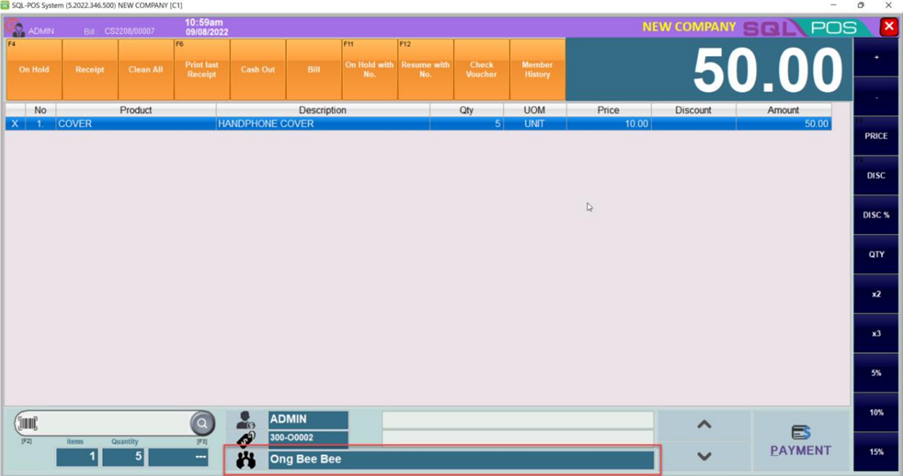 SQL-POS System (5.2022.346.500) NEW COMPANY [C1]
ADMIN Bill CS2208/00007 10:59am 09/08/2022 NEW COMPANY SQL POS X
F4 On Hold
Receipt
Clean All
F6 Print last Receipt
Cash Out
Bill
F11 On Hold with No.
F12 Resume with No.
Check Voucher
Member History
50.00
+
-
PRICE
DISC
DISC %
QTY
x2
x3
5%
10%
15%
No Product Description Qty UOM Price Discount Amount
X 1. COVER HANDPHONE COVER 5 UNIT 10.00 50.00
[F2] Items Quantity [F3]
1 5 ---
ADMIN
300-O0002
Ong Bee Bee
PAYMENT